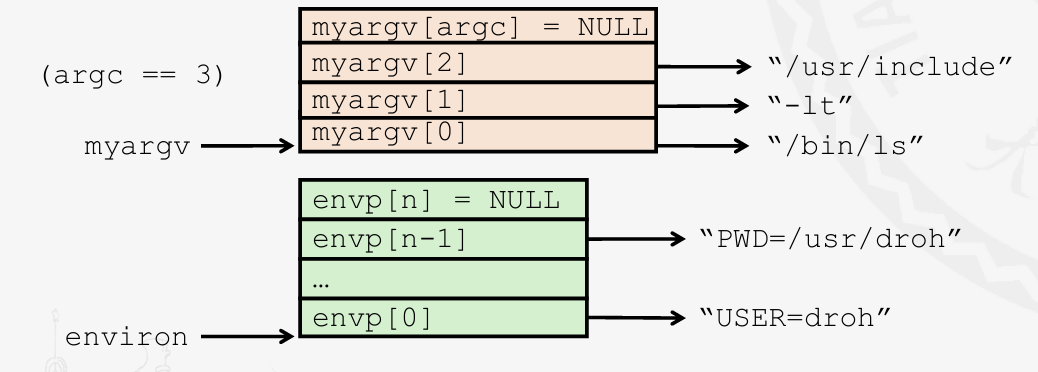 myargv[argc] = NULL
(argc == 3)
myargv[2]
“/usr/include”
myargv[1]
“-lt”
myargv[0]
myargv
“/bin/ls”
envp[n] = NULL
envp[n-1]
“PWD=/usr/droh”
…
envp[0]
“USER=droh”
environ